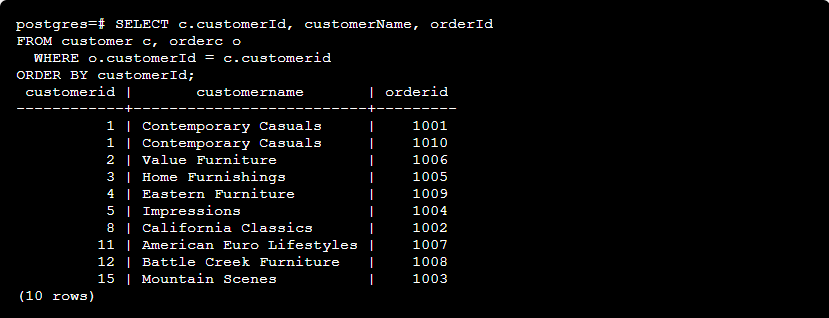 postgres=# SELECT c.customerId, customerName, orderId
FROM customer c, orderc o
  WHERE o.customerId = c.customerid
ORDER BY customerId;
 customerid |       customername        | orderid
------------+---------------------------+---------
          1 | Contemporary Casuals      |    1001
          1 | Contemporary Casuals      |    1010
          2 | Value Furniture           |    1006
          3 | Home Furnishings          |    1005
          4 | Eastern Furniture         |    1009
          5 | Impressions               |    1004
          8 | California Classics       |    1002
         11 | American Euro Lifestyles  |    1007
         12 | Battle Creek Furniture    |    1008
         15 | Mountain Scenes           |    1003
(10 rows)